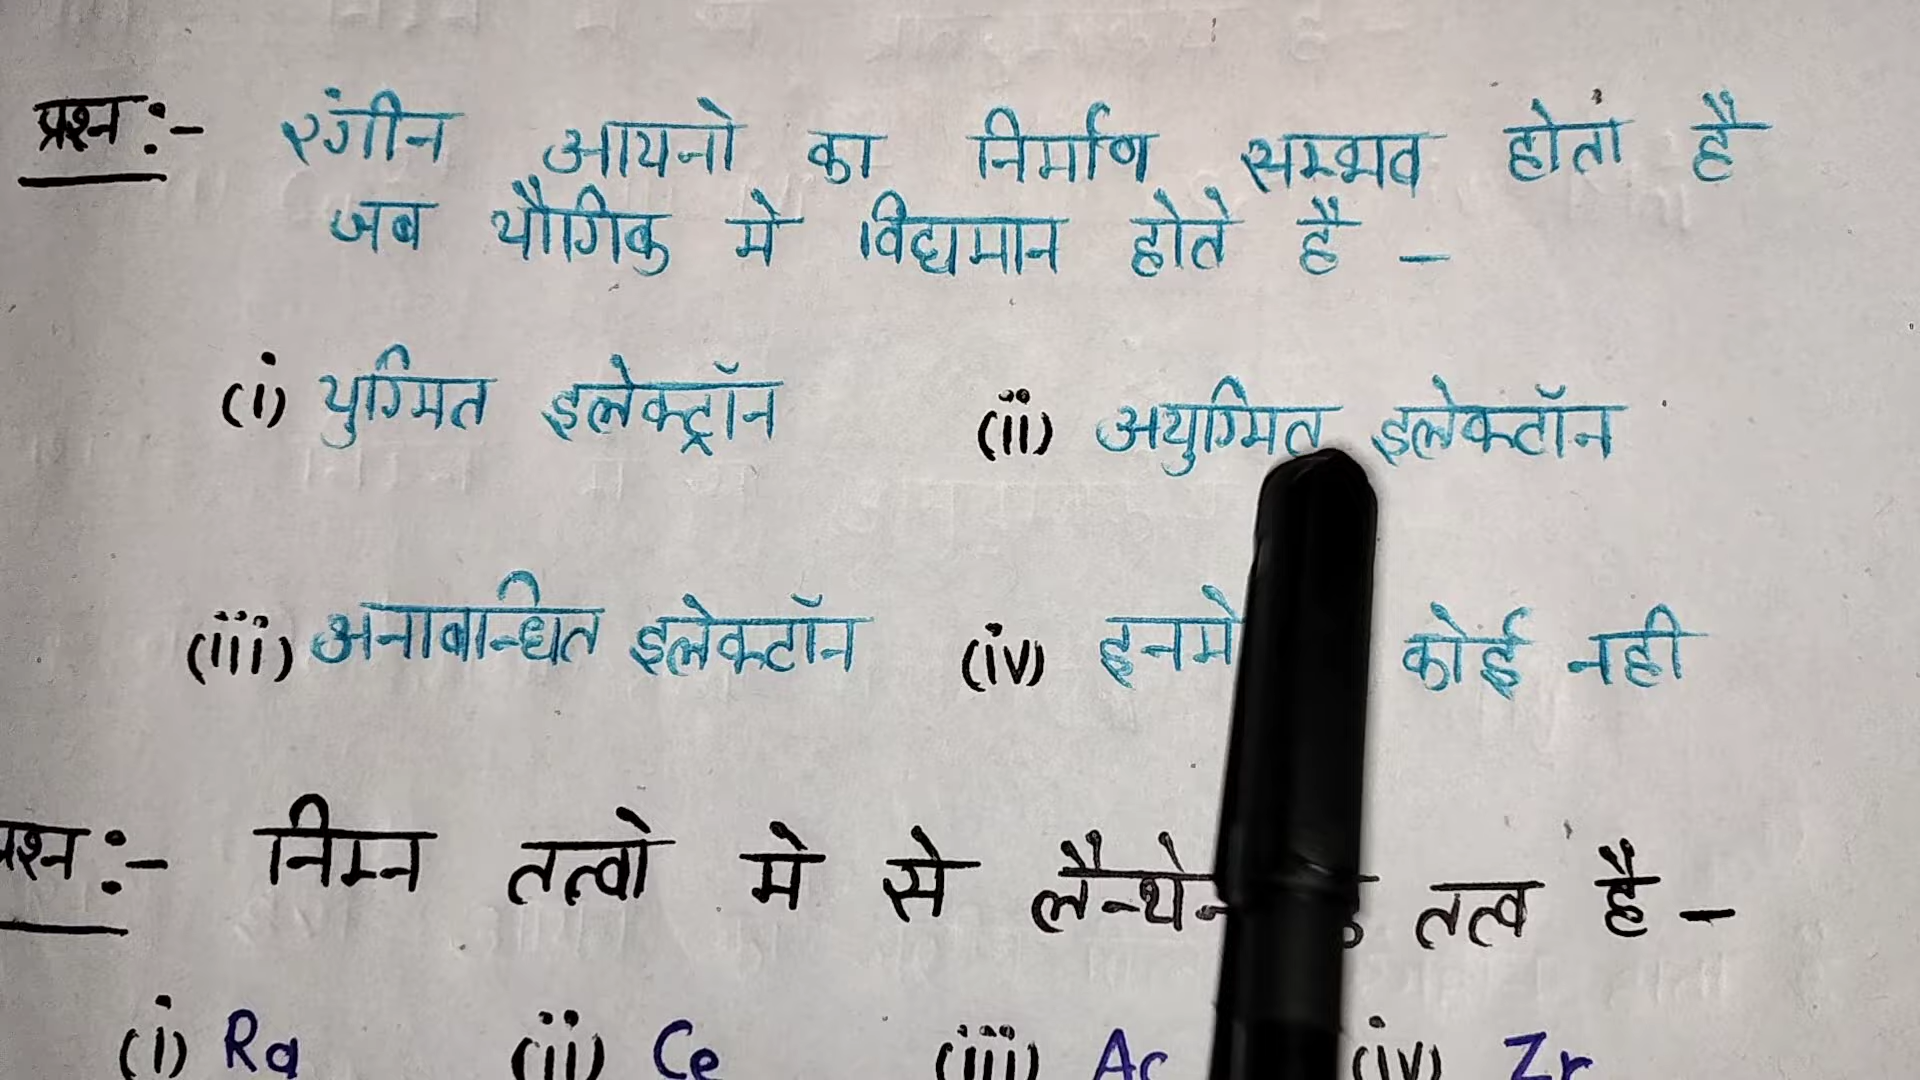 प्रश्न :- रंगीन आयनो का निर्माण सम्भव होता है
जब यौगिक मे विद्यमान होते है -
(i) युग्मित इलेक्ट्रॉन (ii) अयुग्मित इलेक्टॉन
(iii) अनाबन्धित इलेक्टॉन (iv) इनमे कोई नही
प्रश्न :- निम्न तत्वो मे से तत्व है -
(i) Ra (ii) Ce (iii) Ac (iv) Zr